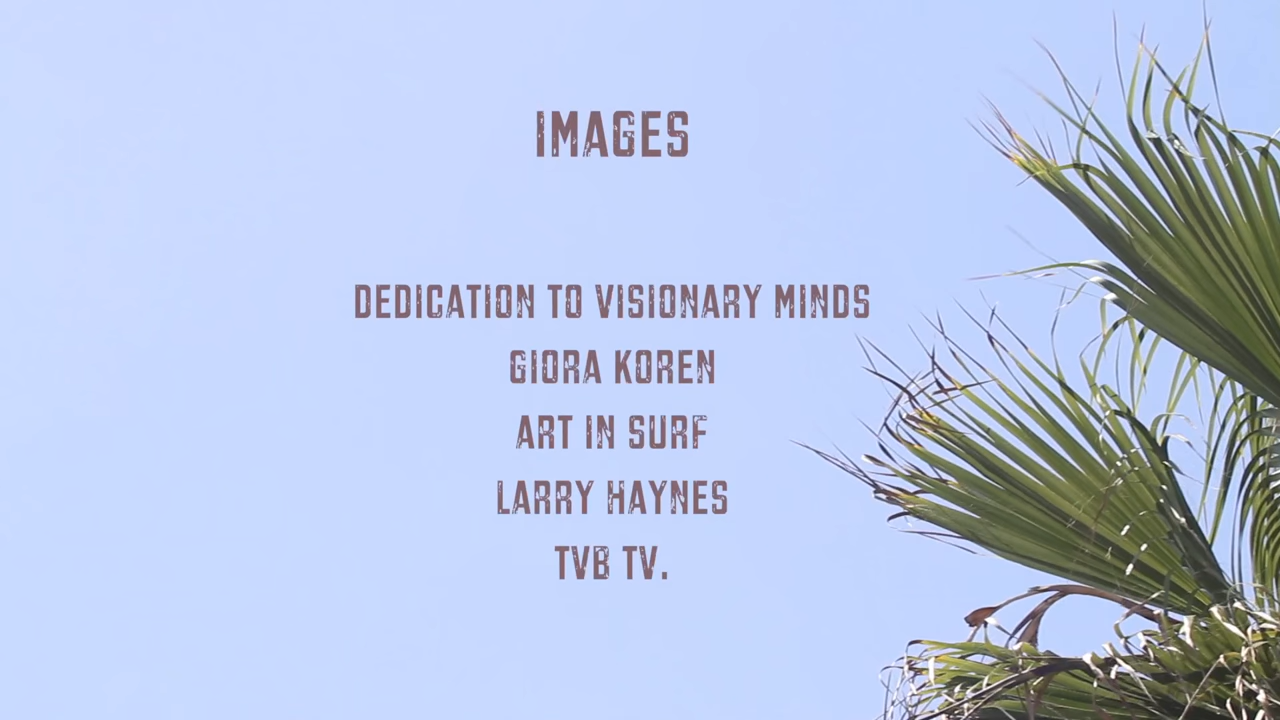 IMAGES
DEDICATION TO VISIONARY MINDS
GIORA KOREN
ART IN SURF
LARRY HAYNES
TVB TV.